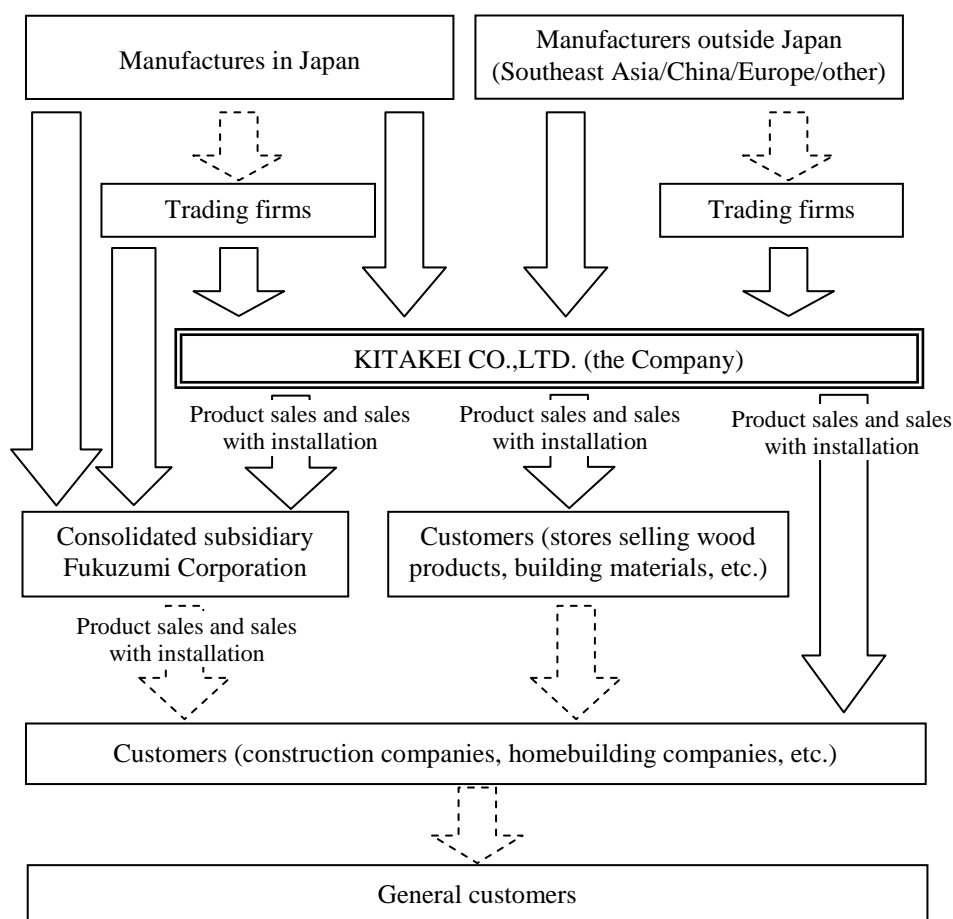 Manufactures in Japan
Manufacturers outside Japan
(Southeast Asia/China/Europe/other)
Trading firms
Trading firms
KITAKEI CO.,LTD. (the Company)
Product sales and sales
with installation
Product sales and sales
with installation
Product sales and sales
with installation
Consolidated subsidiary
Fukuzumi Corporation
Customers (stores selling wood
products, building materials, etc.)
Product sales and sales
with installation
Customers (construction companies, homebuilding companies, etc.)
General customers